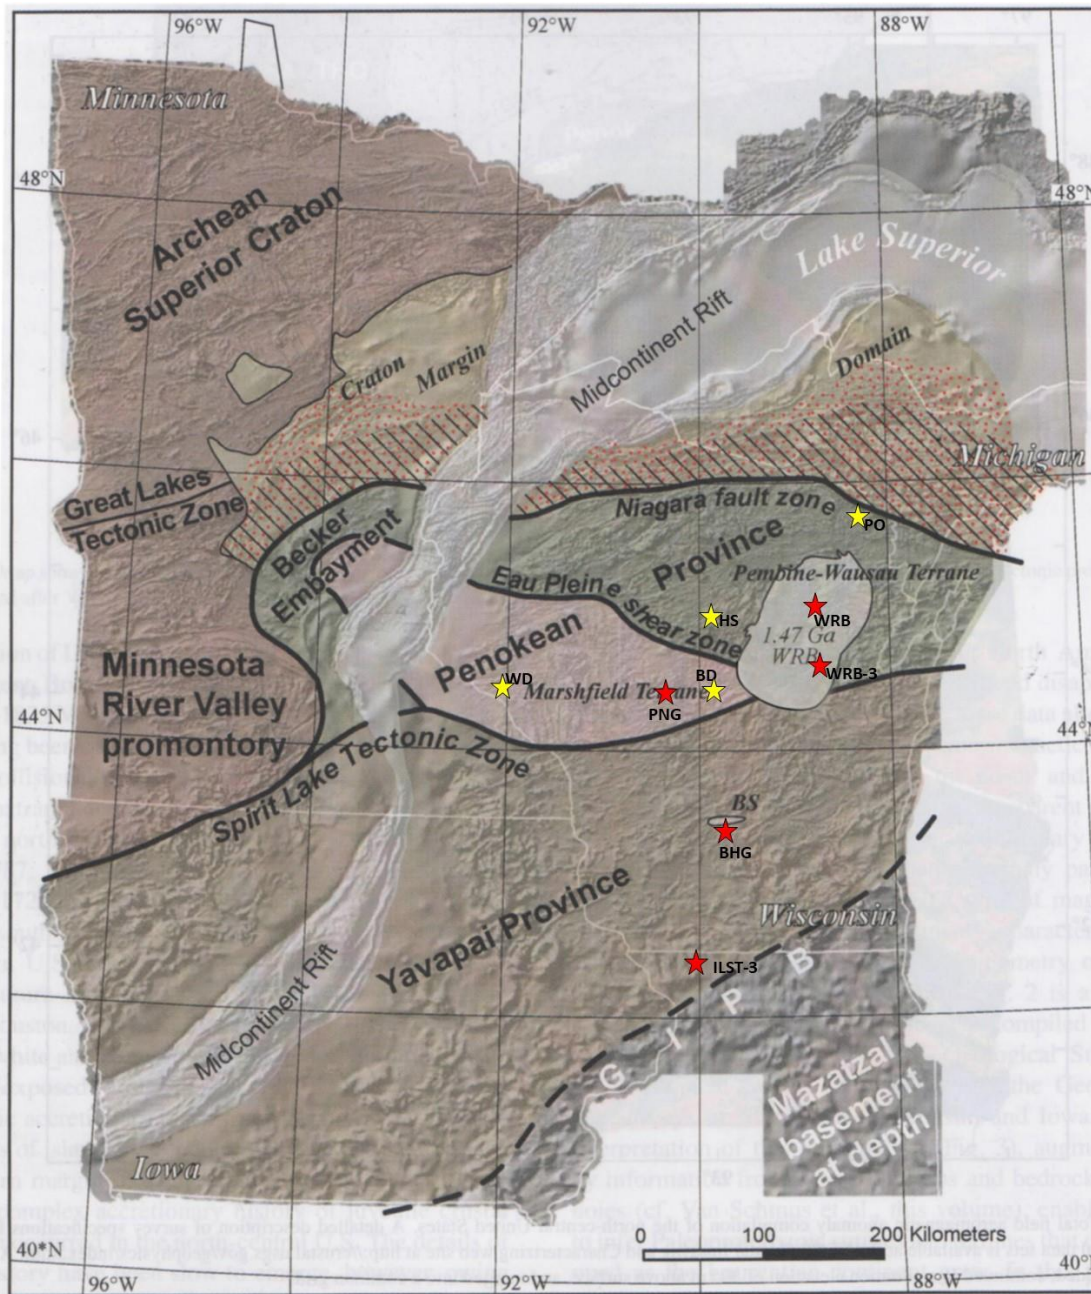 96°W
92°W
88°W
Minnesota
48°N
48°N
Archean
Superior Craton
Lake Superior
Midcontinent Rift
Craton Margin
Domain
Michigan
Great Lakes
Tectonic Zone
Niagara fault zone
PO
Becker
Embayment
Province
Pembine-Wausau Terrane
Eau Pleine shear zone
HS
WRB
1.47 Ga
WRB
WRB-3
Penokean
WD
Marshfield Terrane
BD
PNG
Minnesota
River Valley
promontory
44°N
44°N
Spirit Lake Tectonic Zone
BS
BHG
Yavapai Province
Wisconsin
ILST-3
G I P B
Midcontinent Rift
Mazatzal
basement
at depth
Iowa
0 100 200 Kilometers
40°N
40°
96°W
92°W
88°W